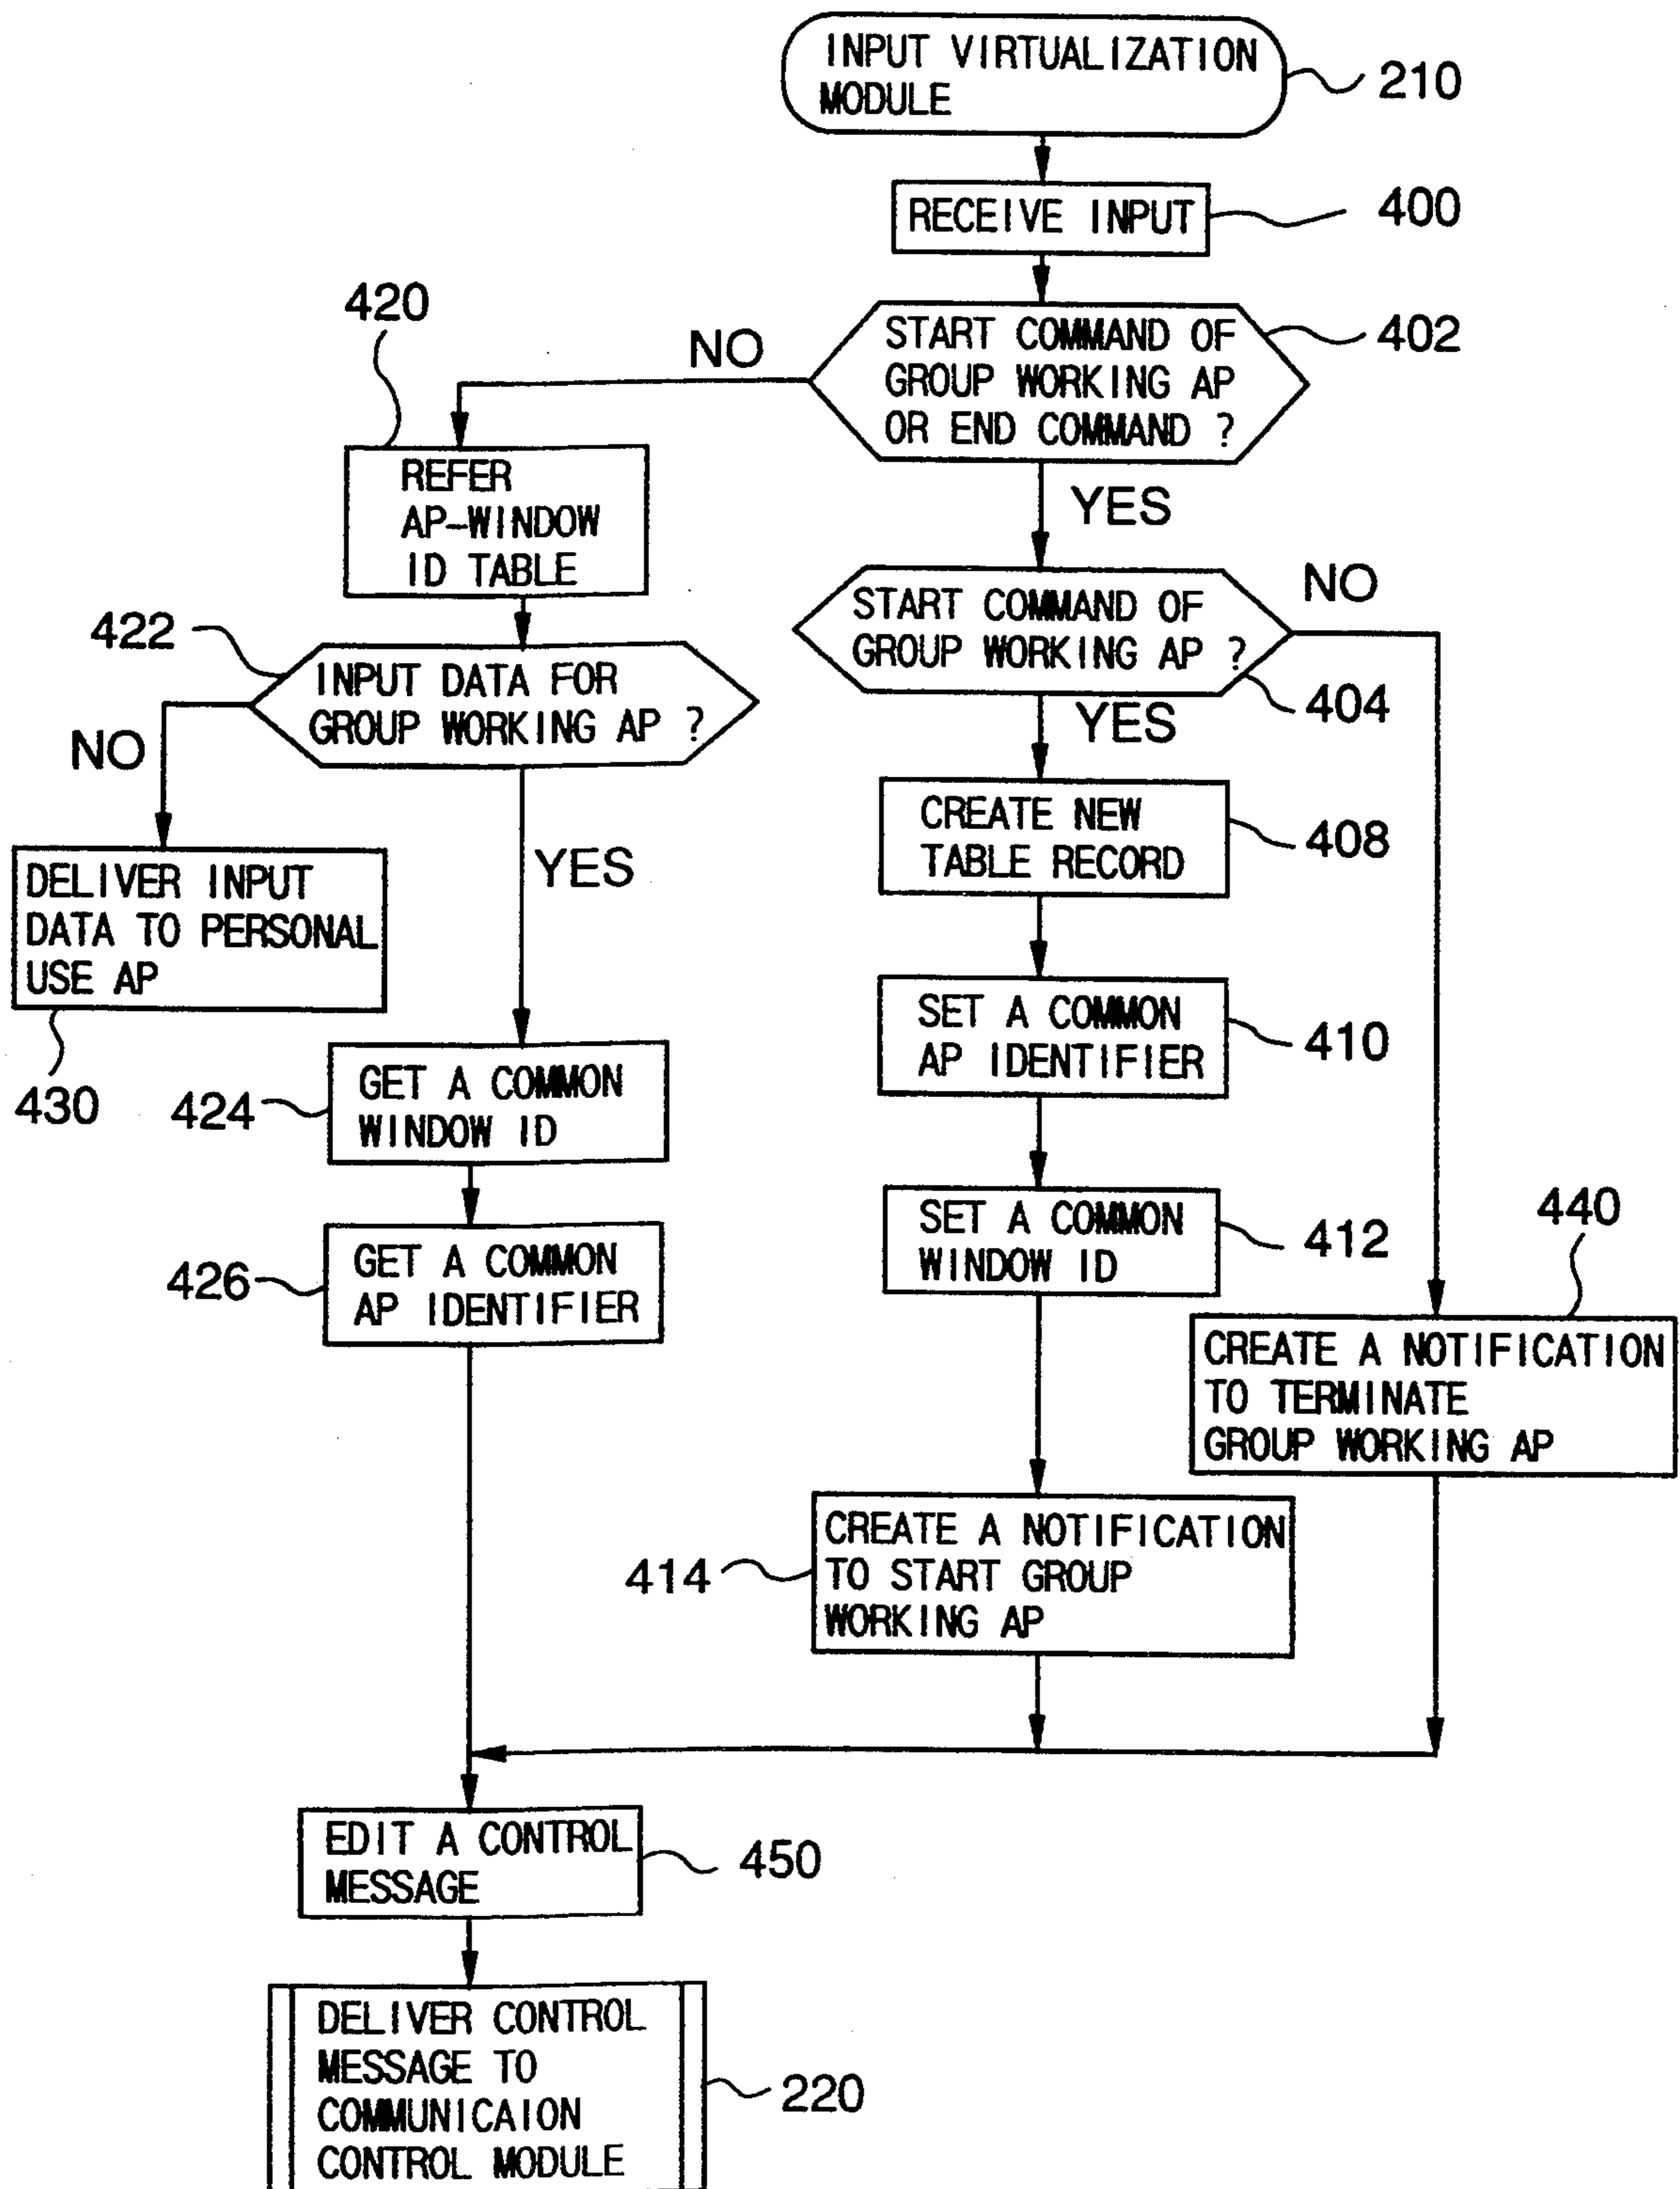 INPUT VIRTUALIZATION
MODULE
210
RECEIVE INPUT
400
START COMMAND OF
GROUP WORKING AP
OR END COMMAND ?
402
NO
YES
420
REFER
AP-WINDOW
ID TABLE
START COMMAND OF
GROUP WORKING AP ?
404
NO
YES
422
INPUT DATA FOR
GROUP WORKING AP ?
NO
YES
DELIVER INPUT
DATA TO PERSONAL
USE AP
430
CREATE NEW
TABLE RECORD
408
SET A COMMON
AP IDENTIFIER
410
424
GET A COMMON
WINDOW ID
SET A COMMON
WINDOW ID
412
426
GET A COMMON
AP IDENTIFIER
440
CREATE A NOTIFICATION
TO TERMINATE
GROUP WORKING AP
414
CREATE A NOTIFICATION
TO START GROUP
WORKING AP
EDIT A CONTROL
MESSAGE
450
DELIVER CONTROL
MESSAGE TO
COMMUNICAION
CONTROL MODULE
220